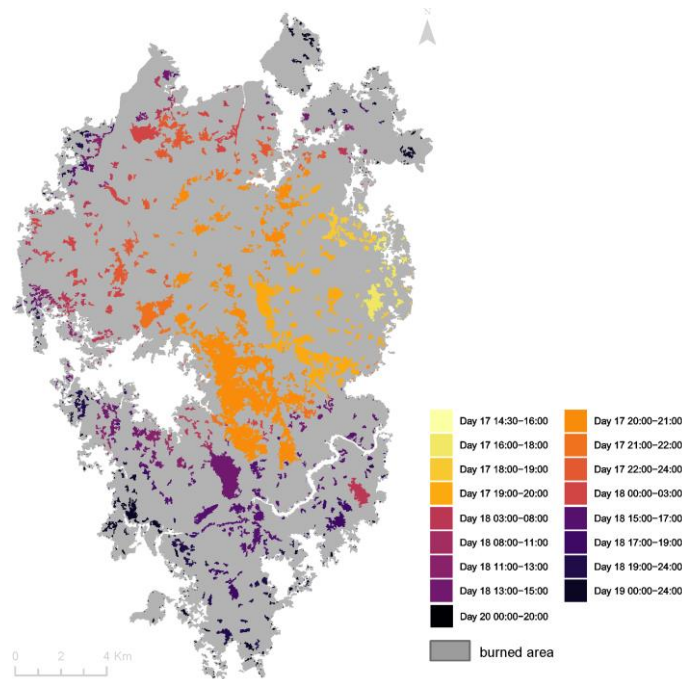 N
Day 17 14:30–16:00 Day 17 20:00–21:00
Day 17 16:00–18:00 Day 17 21:00–22:00
Day 17 18:00–19:00 Day 17 22:00–24:00
Day 17 19:00–20:00 Day 18 00:00–03:00
Day 18 03:00–08:00 Day 18 15:00–17:00
Day 18 08:00–11:00 Day 18 17:00–19:00
Day 18 11:00–13:00 Day 18 19:00–24:00
Day 18 13:00–15:00 Day 19 00:00–24:00
Day 20 00:00–20:00
burned area
0 2 4 Km